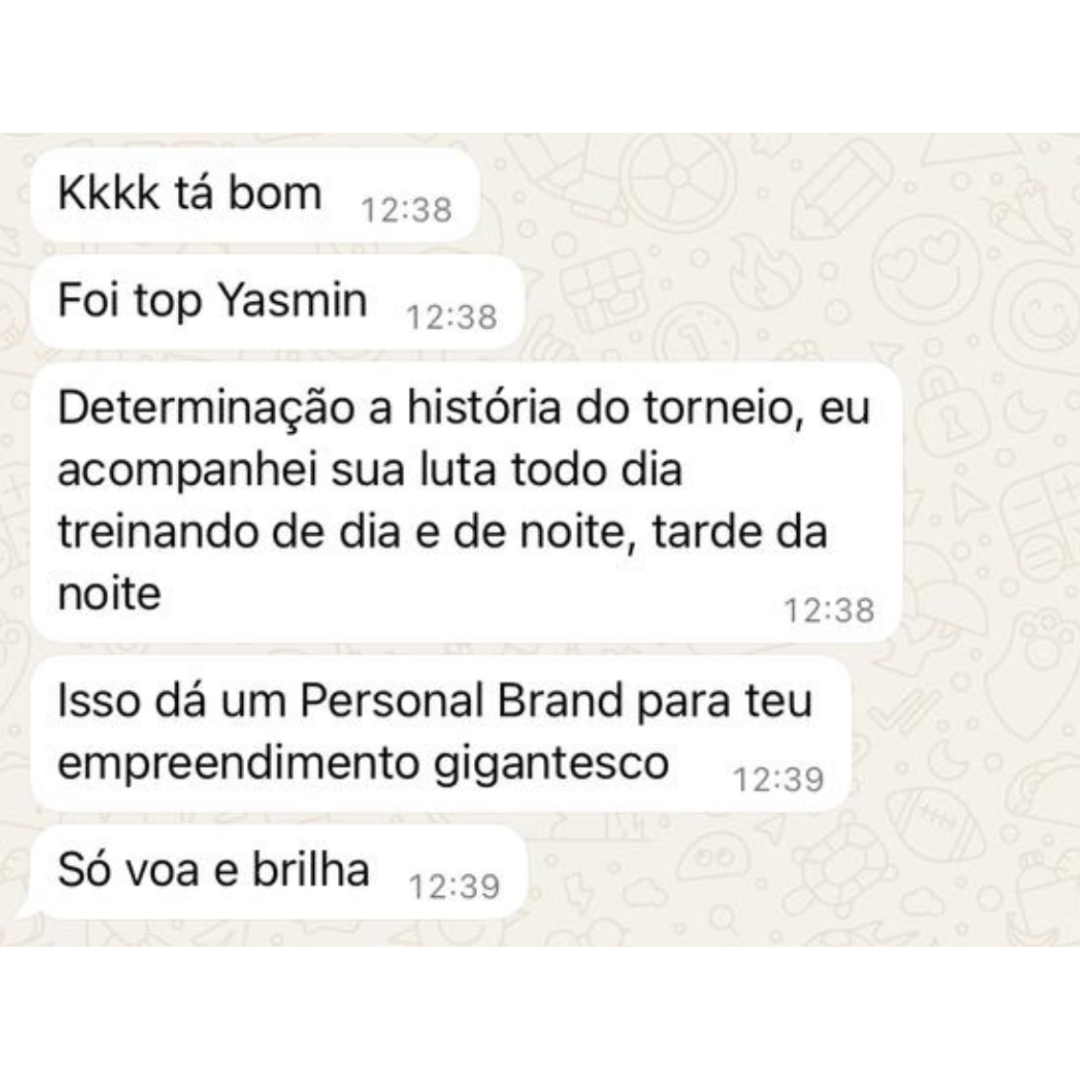 Kkkk tá bom 12:38
Foi top Yasmin 12:38
Determinação a história do torneio, eu
acompanhei sua luta todo dia
treinando de dia e de noite, tarde da
noite 12:38
Isso dá um Personal Brand para teu
empreendimento gigantesco 12:39
Só voa e brilha 12:39